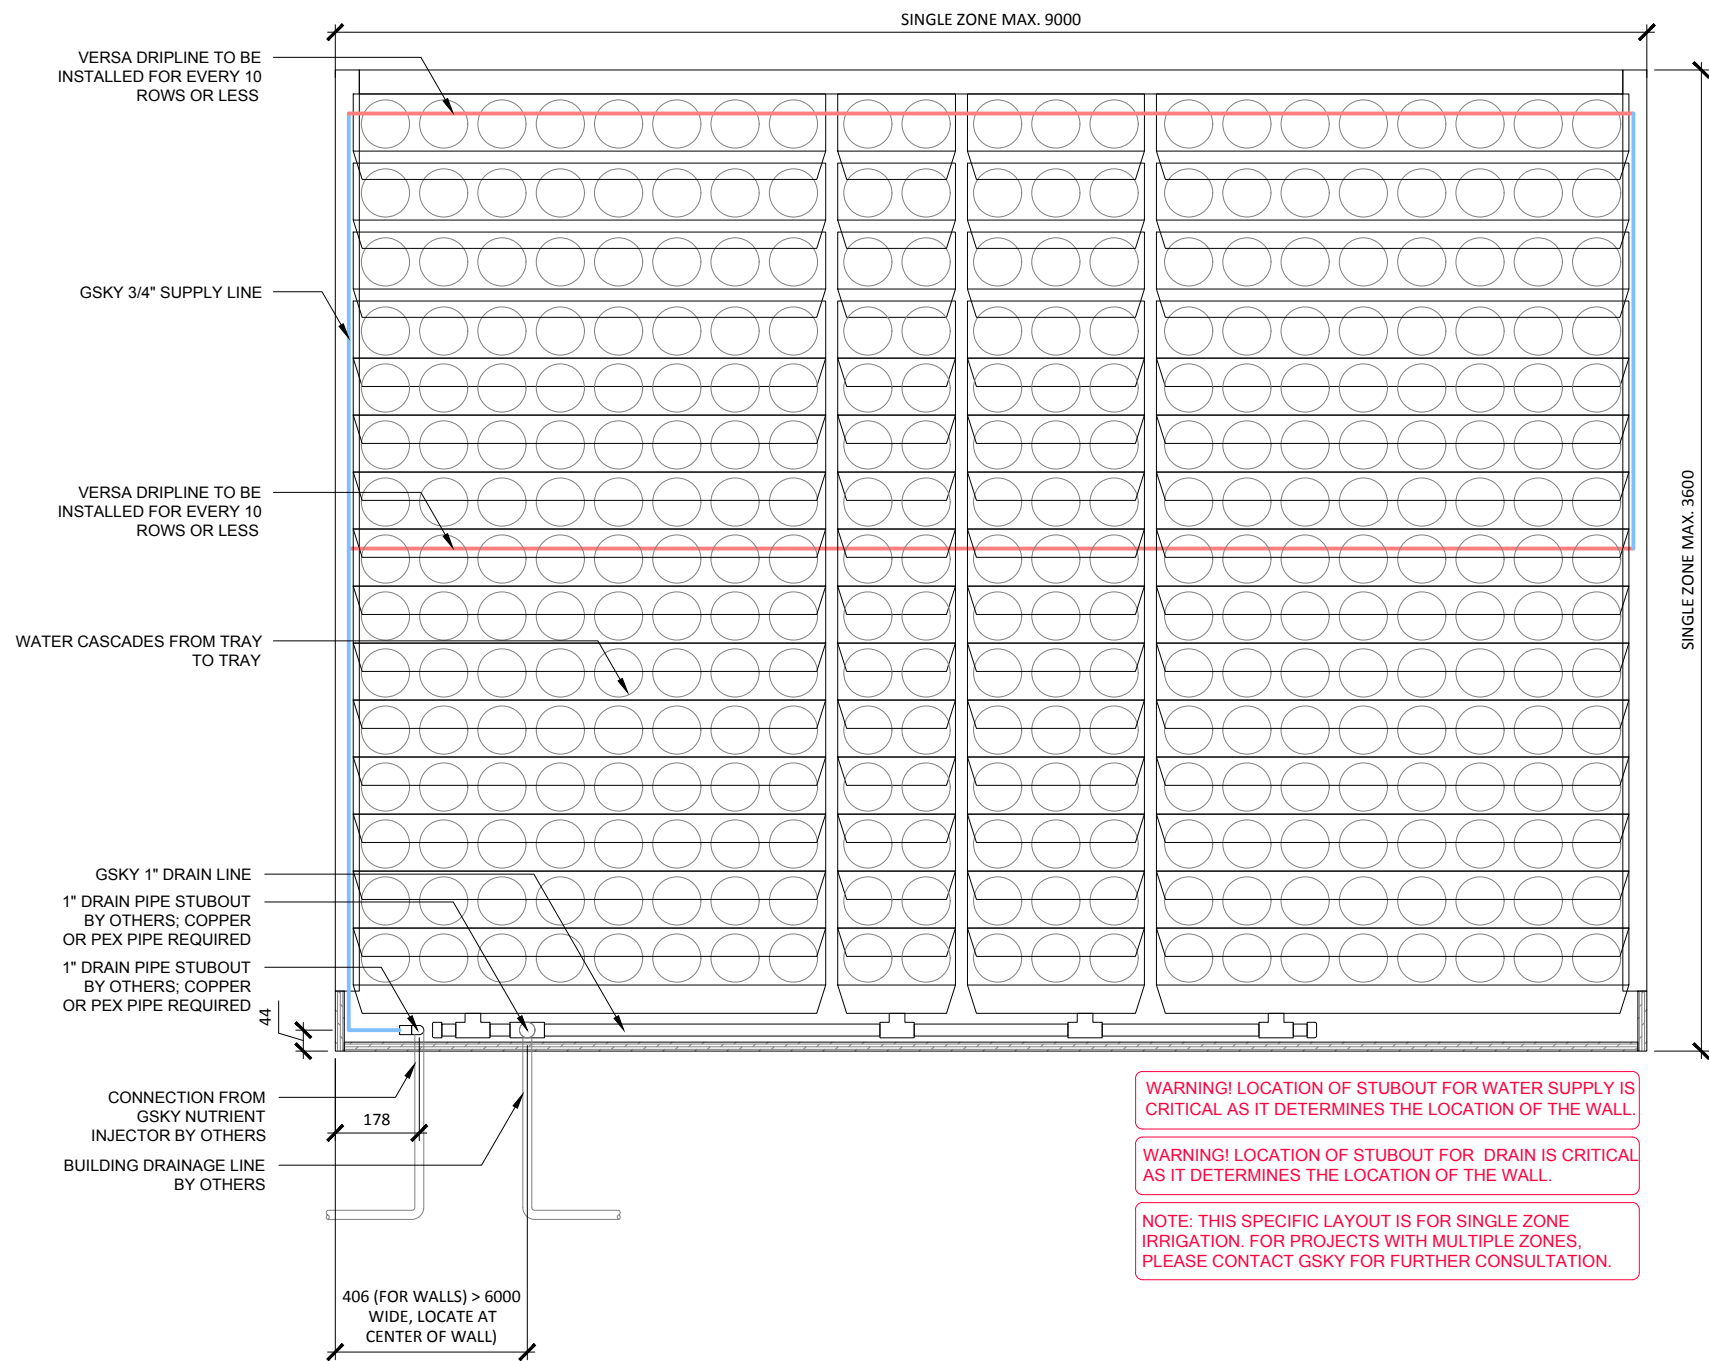 SINGLE ZONE MAX. 9000
VERSA DRIPLINE TO BE
INSTALLED FOR EVERY 10
ROWS OR LESS
GSKY 3/4" SUPPLY LINE
VERSA DRIPLINE TO BE
INSTALLED FOR EVERY 10
ROWS OR LESS
SINGLE ZONE MAX. 3600
WATER CASCADES FROM TRAY
TO TRAY
GSKY 1" DRAIN LINE
1" DRAIN PIPE STUBOUT
BY OTHERS; COPPER
OR PEX PIPE REQUIRED
1" DRAIN PIPE STUBOUT
BY OTHERS; COPPER
OR PEX PIPE REQUIRED
44
CONNECTION FROM
GSKY NUTRIENT
INJECTOR BY OTHERS
178
BUILDING DRAINAGE LINE
BY OTHERS
406 (FOR WALLS) > 6000
WIDE, LOCATE AT
CENTER OF WALL)
WARNING! LOCATION OF STUBOUT FOR WATER SUPPLY IS
CRITICAL AS IT DETERMINES THE LOCATION OF THE WALL.
WARNING! LOCATION OF STUBOUT FOR DRAIN IS CRITICAL
AS IT DETERMINES THE LOCATION OF THE WALL.
NOTE: THIS SPECIFIC LAYOUT IS FOR SINGLE ZONE
IRRIGATION. FOR PROJECTS WITH MULTIPLE ZONES,
PLEASE CONTACT GSKY FOR FURTHER CONSULTATION.